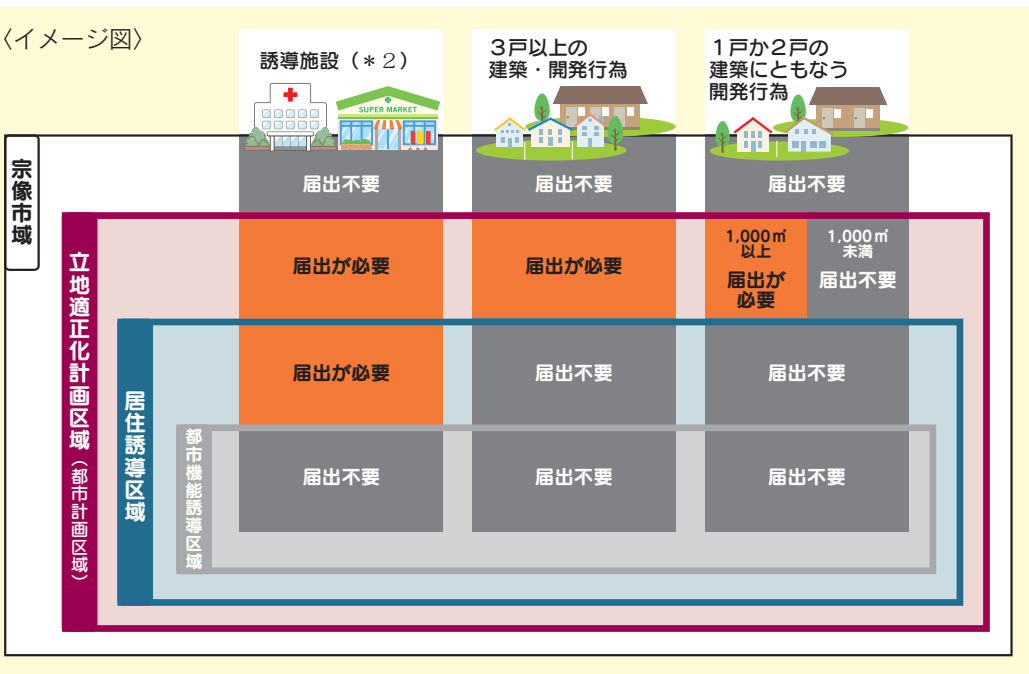 〈イメージ図〉
誘導施設（＊2）
SUPER MARKET
3戸以上の
建築・開発行為
1戸か2戸の
建築にともなう
開発行為
宗像市域
届出不要
届出不要
届出不要
立地適正化計画区域（都市計画区域）
届出が必要
届出が必要
1,000㎡
以上
届出が
必要
1,000㎡
未満
届出不要
居住誘導区域
届出が必要
届出不要
届出不要
都市機能誘導区域
届出不要
届出不要
届出不要